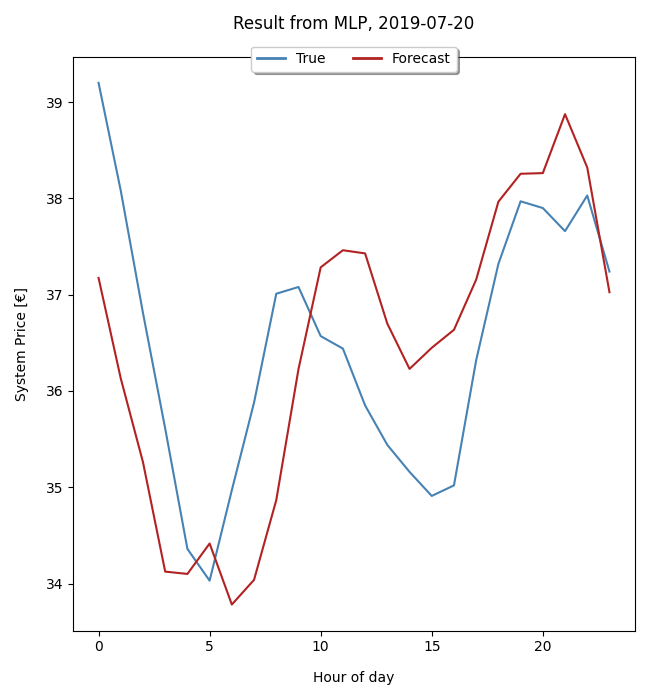 Result from MLP, 2019-07-20
True Forecast
39
38
37
36
35
34
System Price [€]
0 5 10 15 20
Hour of day